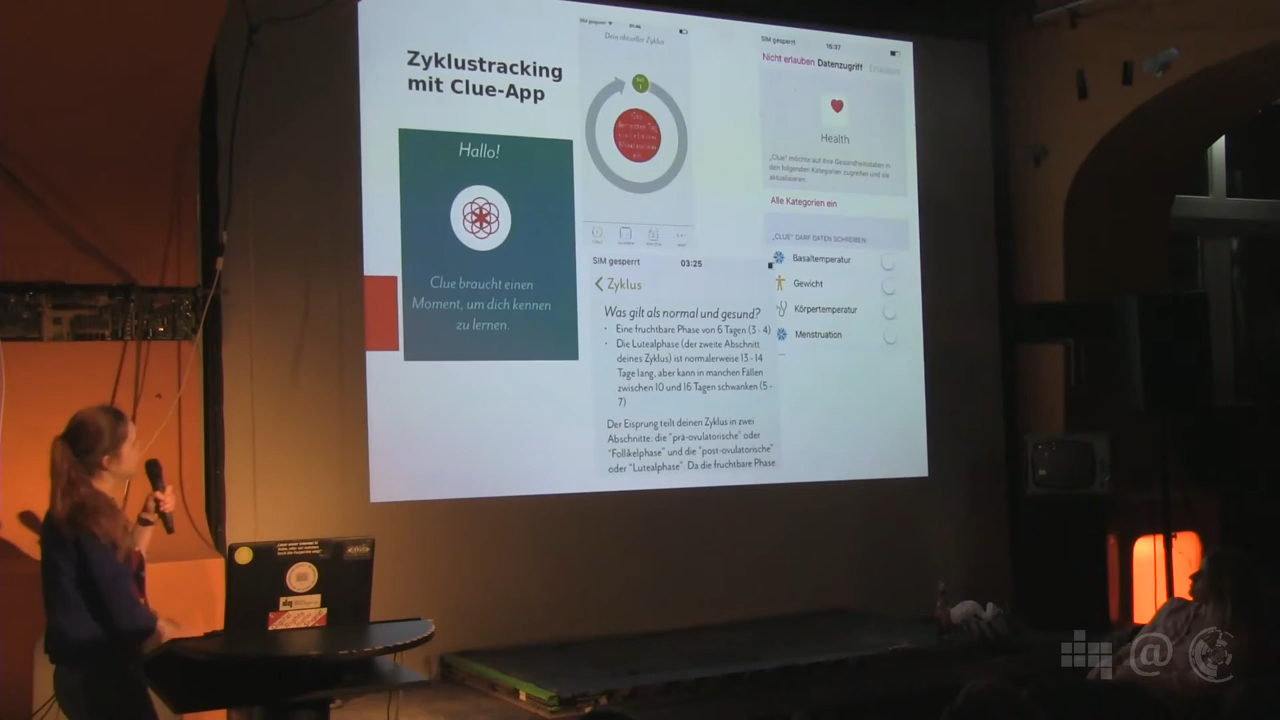 Zyklustracking
mit Clue-App
Hallo!
Clue braucht einen
Moment, um dich kennen
zu lernen.
SIM gesperrt
01:46
Dein aktueller Zyklus
SIM gesperrt
03:25
Zyklus
Was gilt als normal und gesund?
• Eine fruchtbare Phase von 6 Tagen (3 - 4)
• Die Lutealphase (der zweite Abschnitt
deines Zyklus) ist normalerweise 13 - 14
Tage lang, aber kann in manchen Fällen
zwischen 10 und 16 Tagen schwanken (5 -
7)
Der Eisprung teilt deinen Zyklus in zwei
Abschnitte: die "prä-ovulatorische" oder
"Follikelphase" und die "post-ovulatorische"
oder "Lutealphase". Da die fruchtbare Phase
SIM gesperrt
16:37
Nicht erlauben Datenzugriff Erlauben
Health
„Clue“ möchte auf Ihre Gesundheitsdaten in
den folgenden Kategorien zugreifen und sie
aktualisieren.
Alle Kategorien ein
„CLUE“ DARF DATEN SCHREIBEN:
Basaltemperatur
Gewicht
Körpertemperatur
Menstruation
@